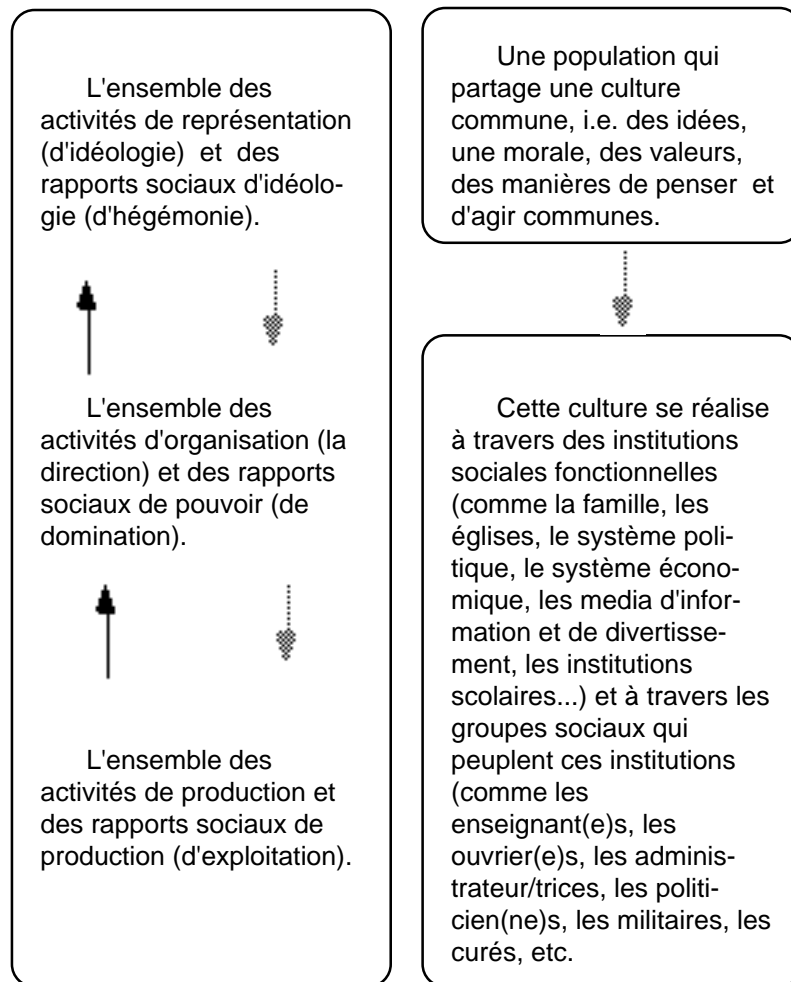 L'ensemble des
activités de représentation
(d'idéologie) et des
rapports sociaux d'idéolo-
gie (d'hégémonie).
L'ensemble des
activités d'organisation (la
direction) et des rapports
sociaux de pouvoir (de
domination).
L'ensemble des
activités de production et
des rapports sociaux de
production (d'exploitation).
Une population qui
partage une culture
commune, i.e. des idées,
une morale, des valeurs,
des manières de penser et
d'agir communes.
Cette culture se réalise
à travers des institutions
sociales fonctionnelles
(comme la famille, les
églises, le système poli-
tique, le système écono-
mique, les media d'infor-
mation et de divertisse-
ment, les institutions
scolaires...) et à travers les
groupes sociaux qui
peuplent ces institutions
(comme les
enseignant(e)s, les
ouvrier(e)s, les adminis-
trateur/trices, les politi-
cien(ne)s, les militaires, les
curés, etc.